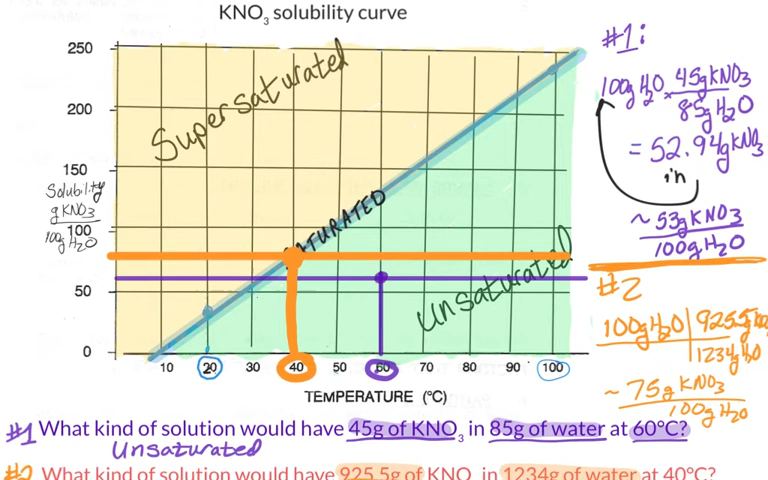 KNO3 solubility curve
#1:
250
200
150
100
50
0
Solubility
g KNO3
100g H2O
Supersaturated
SATURATED
Unsaturated
10 20 30 40 50 60 70 80 90 100
TEMPERATURE (°C)
100g H2O × 45g KNO3
85g H2O
= 52.94g KNO3
in
~ 53g KNO3
100g H2O
#2
100g H2O | 925.5g
1234g H2O
~ 75g KNO3
100g H2O
#1 What kind of solution would have 45g of KNO3 in 85g of water at 60°C?
Unsaturated
#2 What kind of solution would have 925.5g of KNO3 in 1234g of water at 40°C?